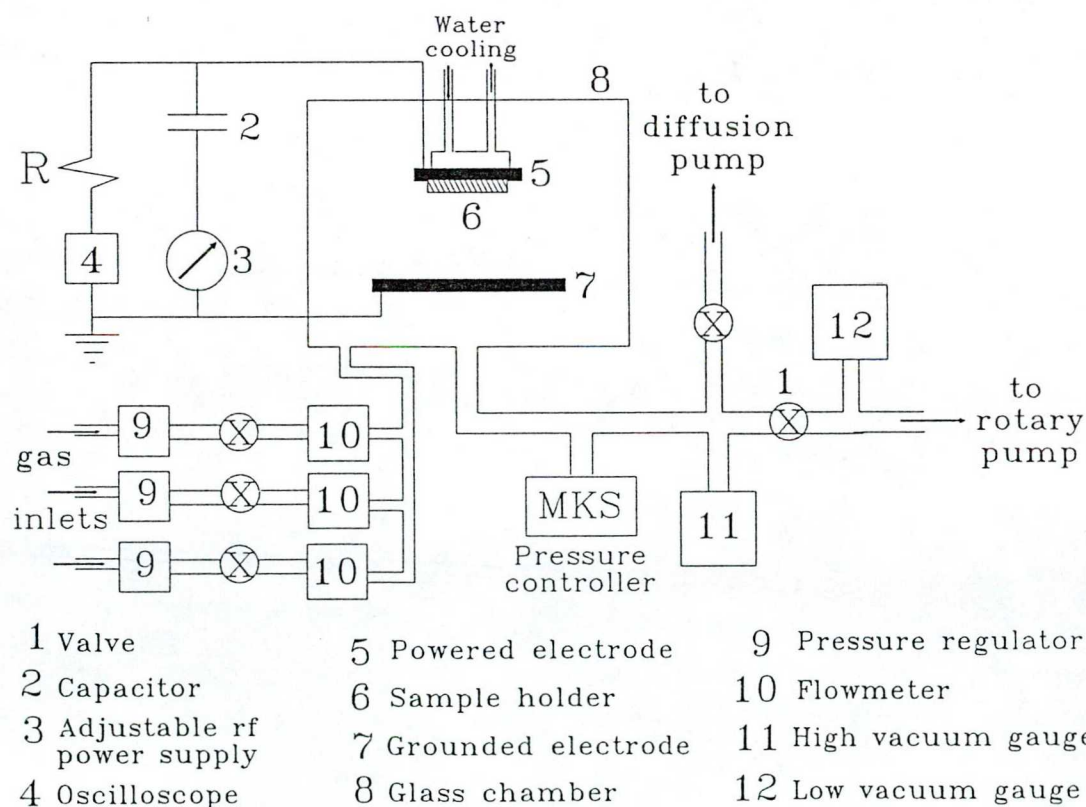 Water
cooling
8
to
diffusion
pump
2
R
5
6
4
3
7
12
1
to
rotary
pump
9
X
10
gas
9
X
10
inlets
9
X
10
X
X
MKS
Pressure
controller
11
1 Valve
2 Capacitor
3 Adjustable rf
power supply
4 Oscilloscope
5 Powered electrode
6 Sample holder
7 Grounded electrode
8 Glass chamber
9 Pressure regulator
10 Flowmeter
11 High vacuum gauge
12 Low vacuum gauge